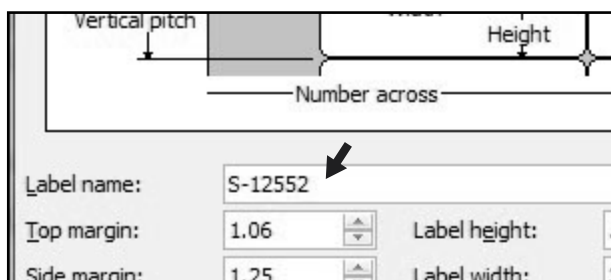 Vertical pitch
Height
Number across
Label name: S-12552
Top margin: 1.06 Label height:
Side margin: 1.25 Label width: